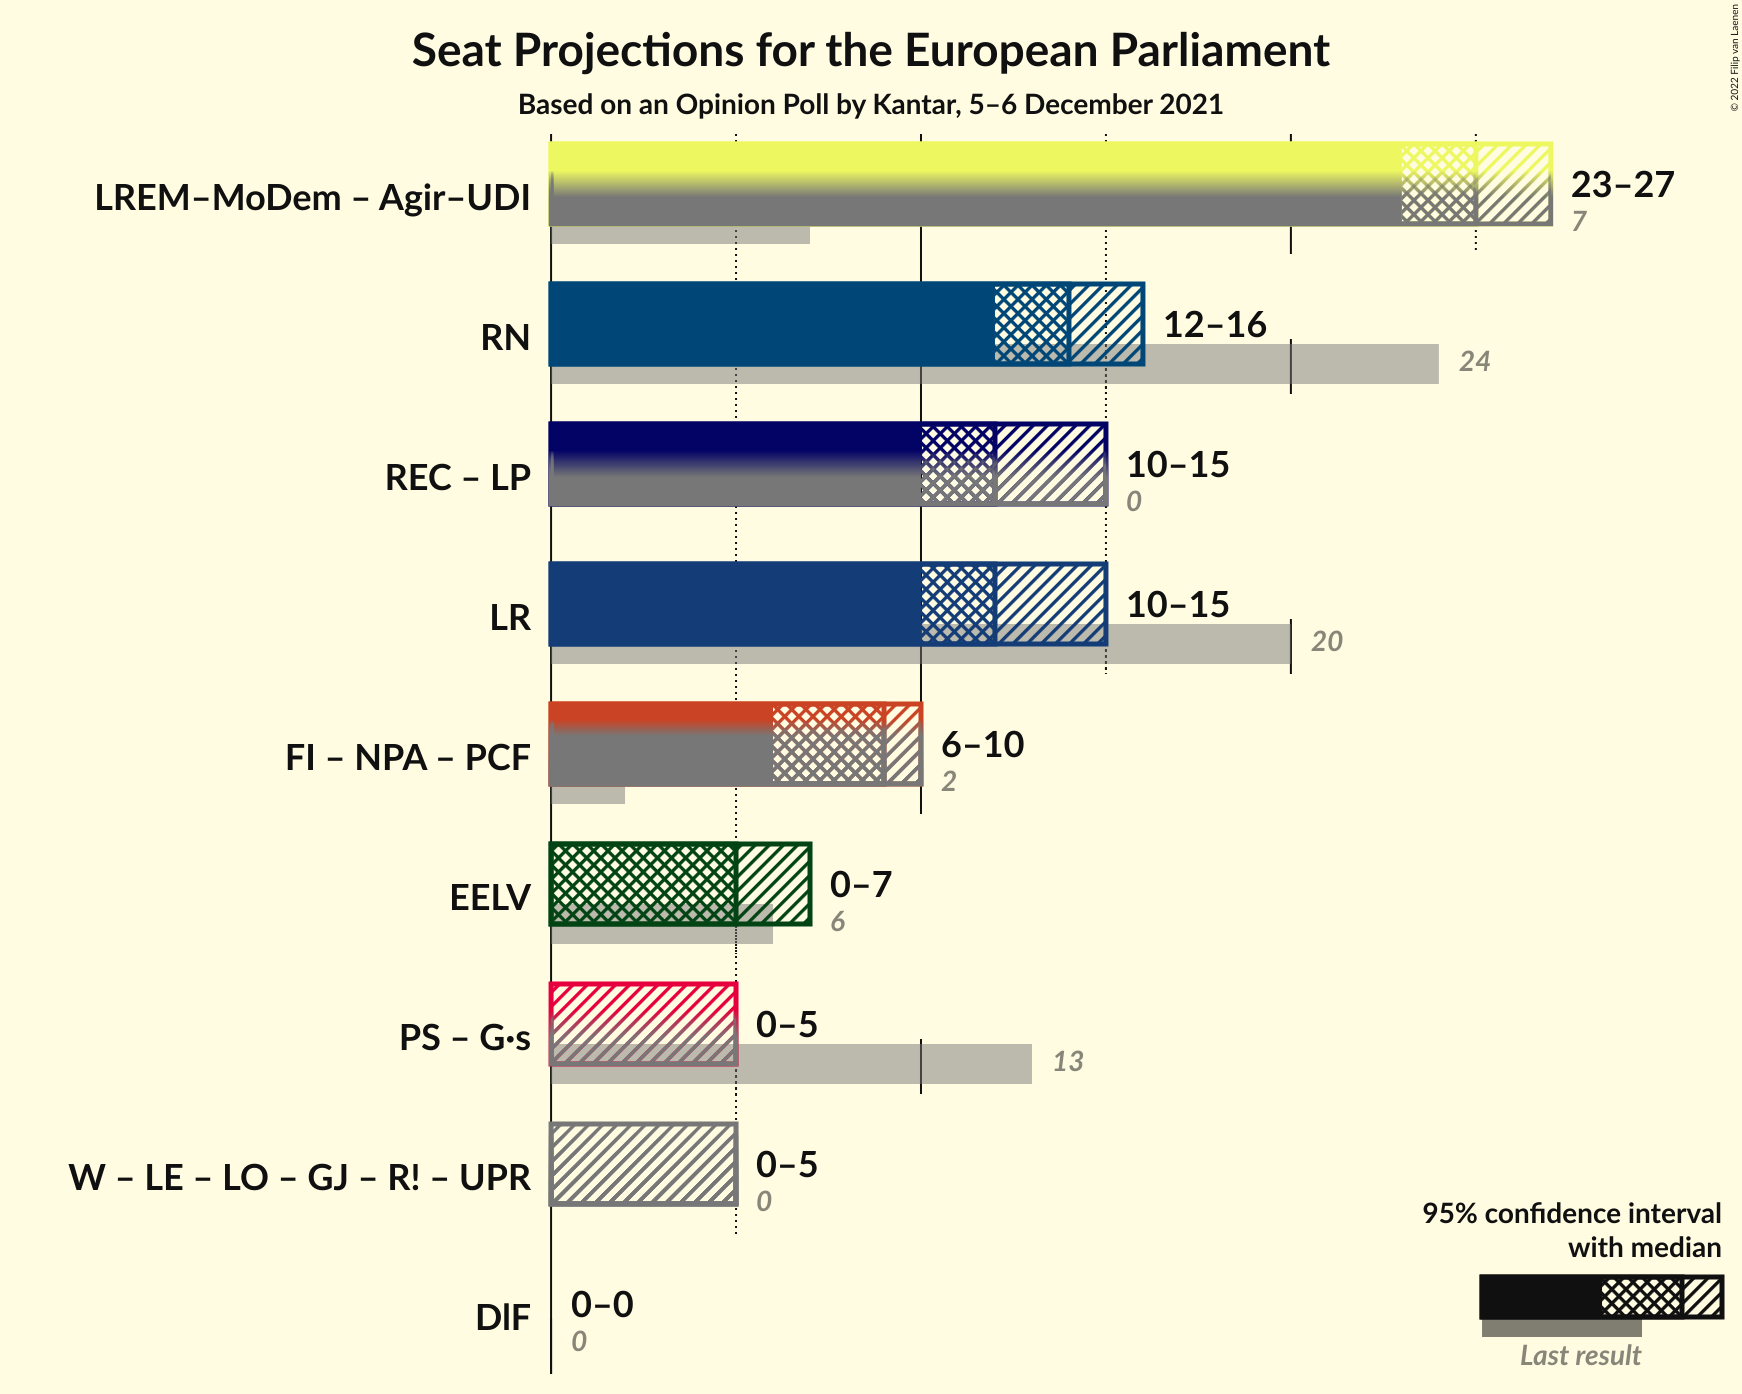 Seat Projections for the European Parliament
Based on an Opinion Poll by Kantar, 5–6 December 2021
© 2022 Filip van Laenen
LREM–MoDem – Agir–UDI
23–27
7
RN
12–16
24
REC – LP
10–15
0
LR
10–15
20
FI – NPA – PCF
6–10
2
EELV
0–7
6
PS – G·s
0–5
13
W – LE – LO – GJ – R! – UPR
0–5
0
DlF
0–0
0
95% confidence interval
with median
Last result